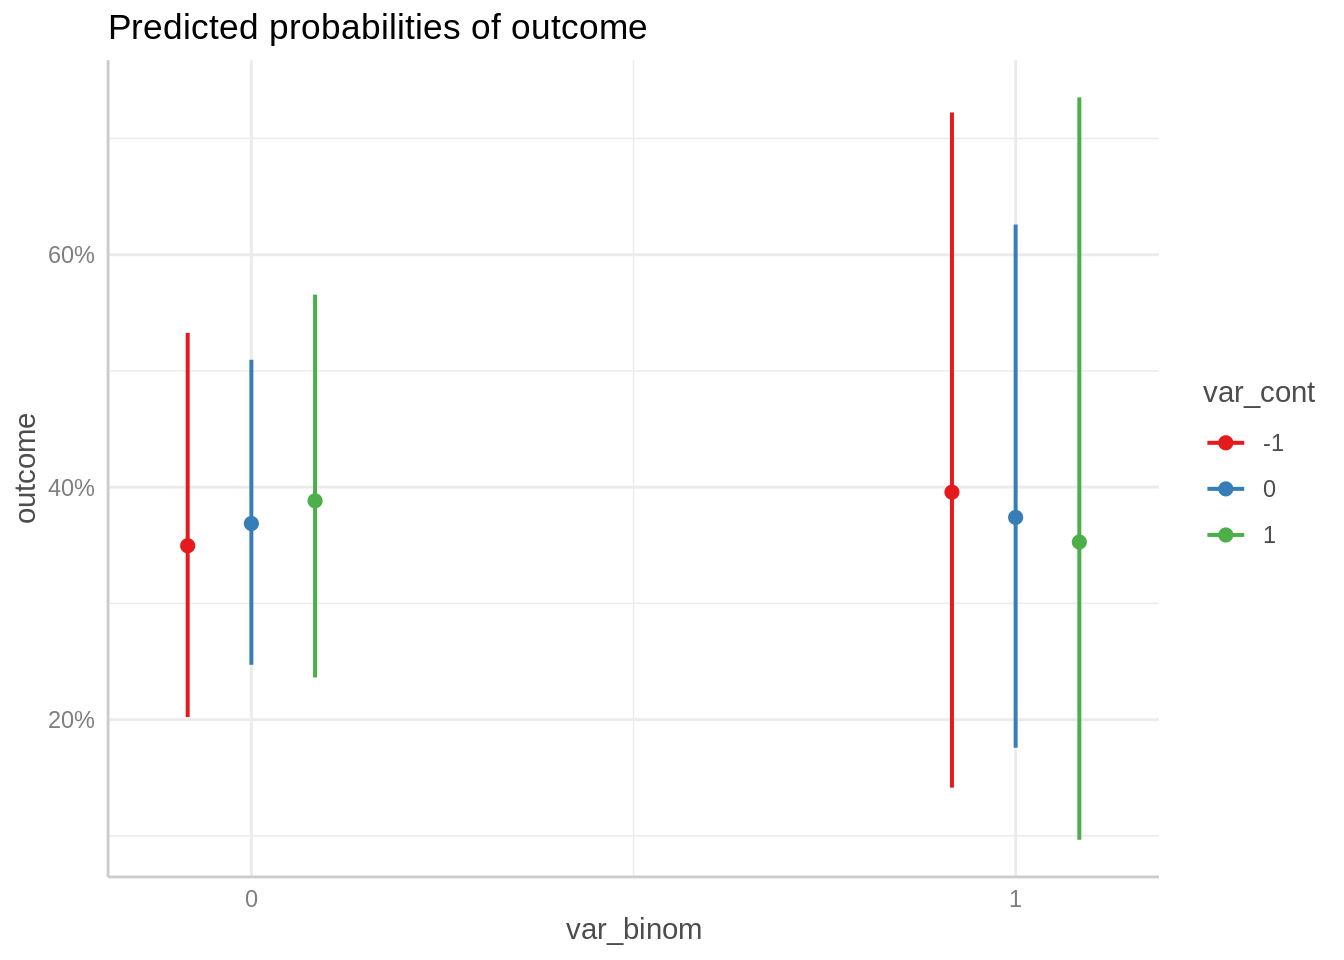 Predicted probabilities of outcome
outcome
60%
40%
20%
0
1
var_binom
var_cont
-1
0
1